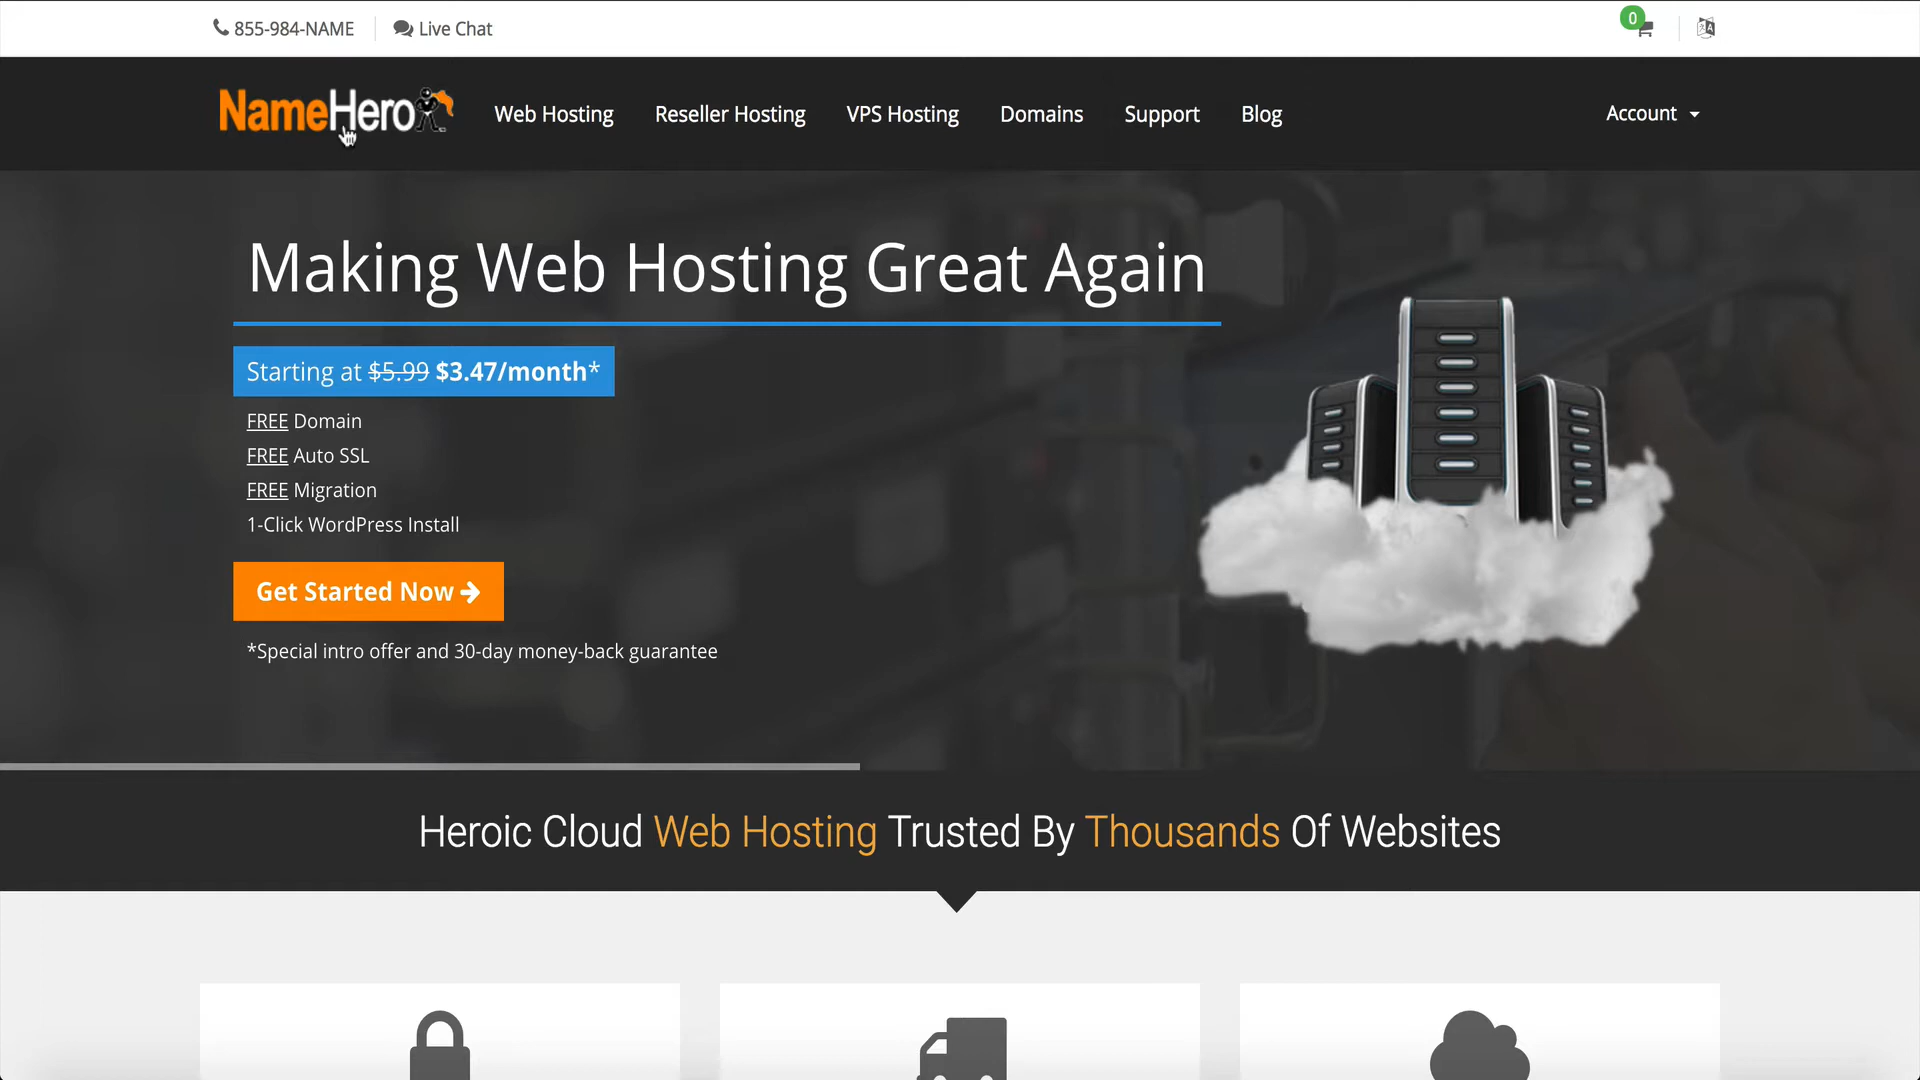 855-984-NAME
Live Chat
0
NameHero
Web Hosting
Reseller Hosting
VPS Hosting
Domains
Support
Blog
Account
Making Web Hosting Great Again
Starting at $5.99 $3.47/month*
FREE Domain
FREE Auto SSL
FREE Migration
1-Click WordPress Install
Get Started Now
*Special intro offer and 30-day money-back guarantee
Heroic Cloud Web Hosting Trusted By Thousands Of Websites